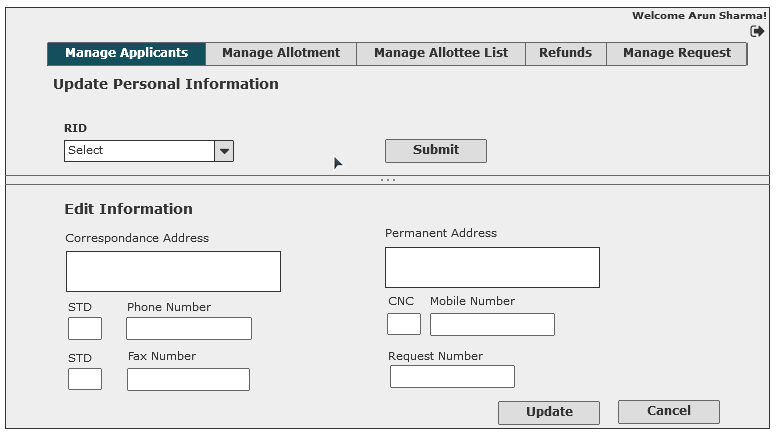 Welcome Arun Sharma!
Manage Applicants Manage Allotment Manage Allottee List Refunds Manage Request
Update Personal Information
RID
Select
Submit
Edit Information
Correspondance Address
Permanent Address
STD Phone Number
CNC Mobile Number
STD Fax Number
Request Number
Update Cancel